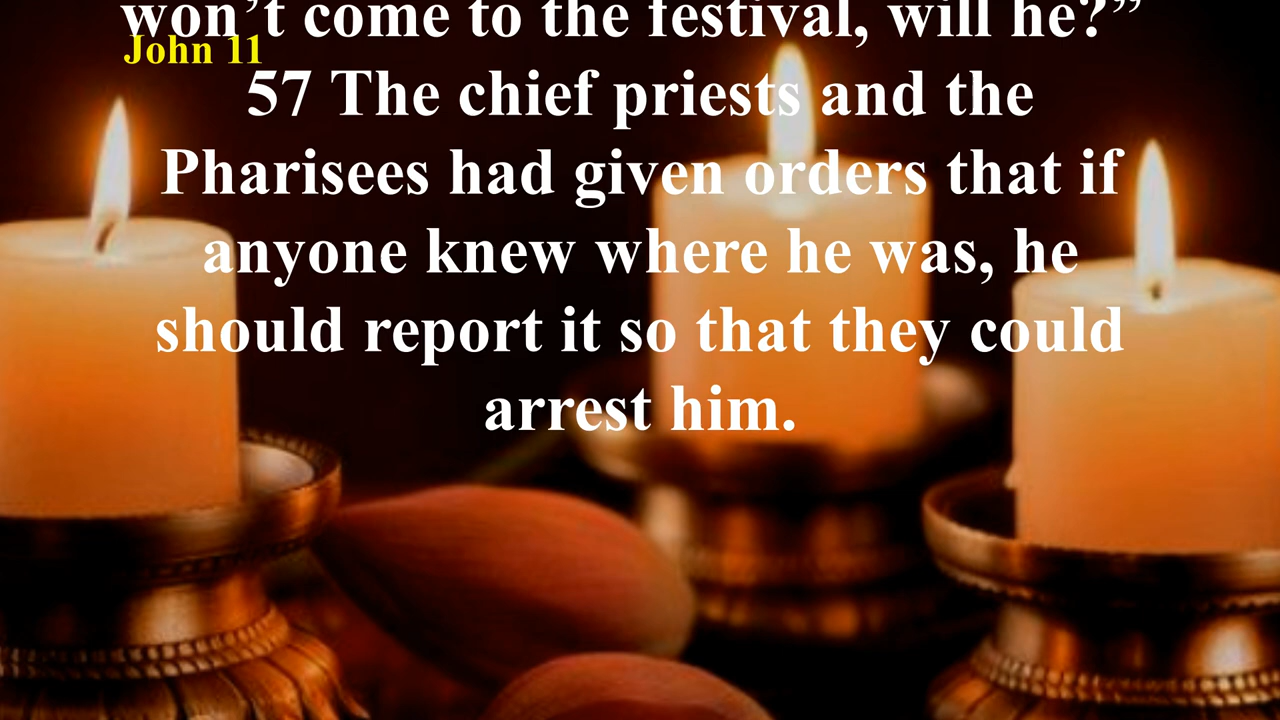 won’t come to the festival, will he?”
John 11
57 The chief priests and the
Pharisees had given orders that if
anyone knew where he was, he
should report it so that they could
arrest him.